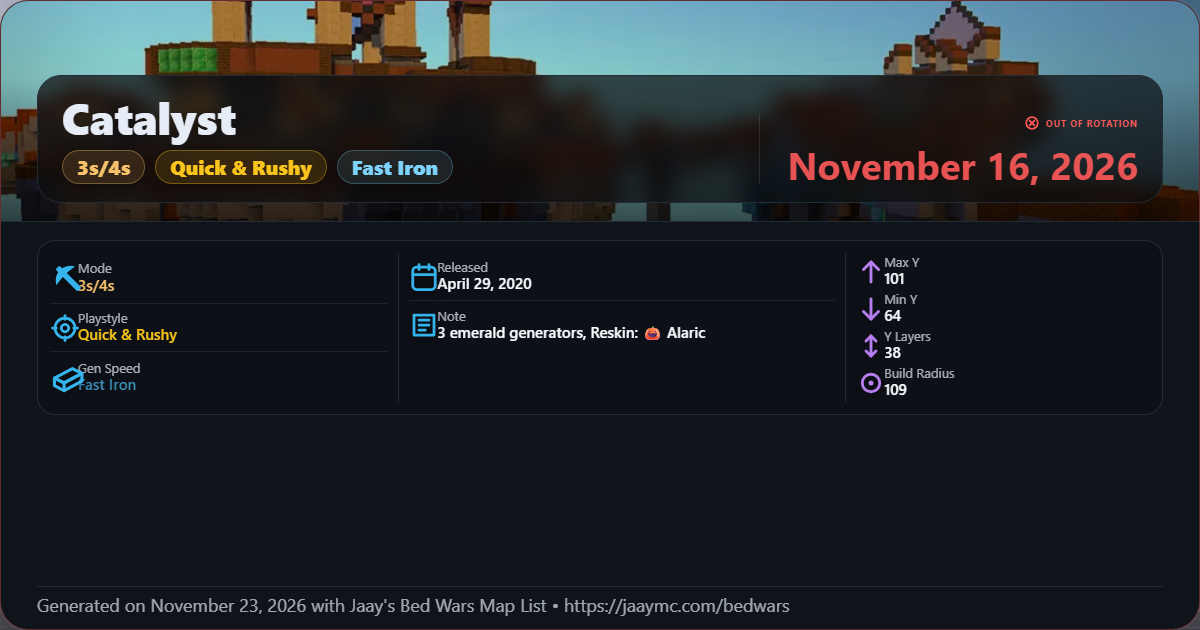 Catalyst
3s/4s
Quick & Rushy
Fast Iron
OUT OF ROTATION
November 16, 2026
Mode
3s/4s
Playstyle
Quick & Rushy
Gen Speed
Fast Iron
Released
April 29, 2020
Note
3 emerald generators, Reskin: 🎃 Alaric
Max Y
101
Min Y
64
Y Layers
38
Build Radius
109
Generated on November 23, 2026 with Jaay's Bed Wars Map List • https://jaaymc.com/bedwars